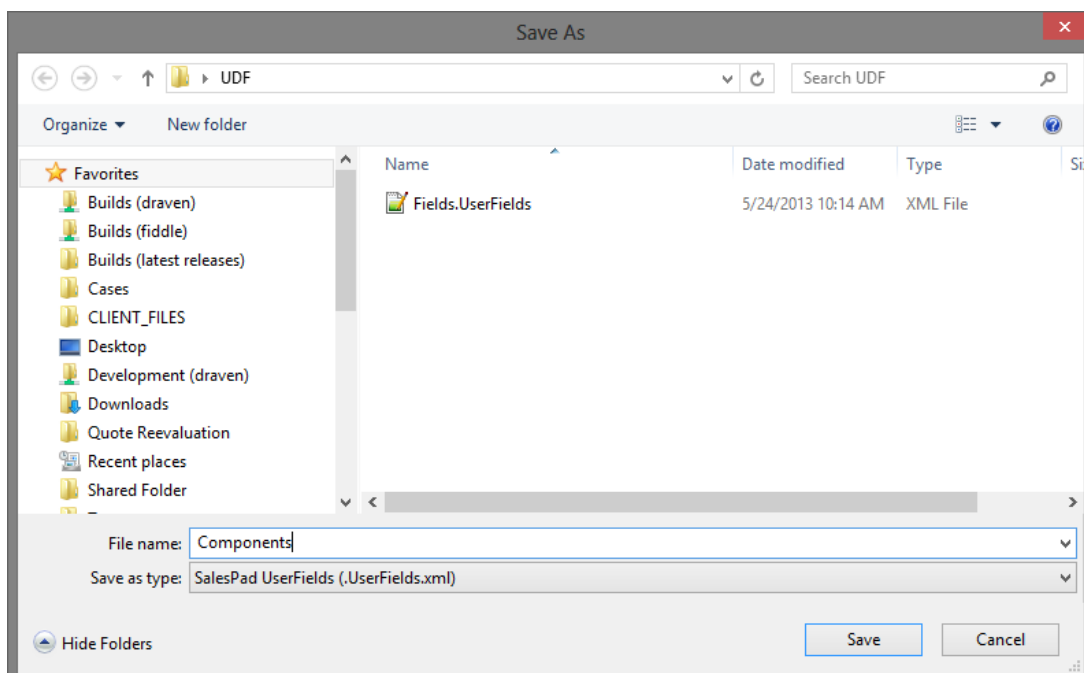 Save As
UDF
Search UDF
Organize
New folder
Name
Date modified
Type
Favorites
Builds (draven)
Fields.UserFields
5/24/2013 10:14 AM
XML File
Builds (fiddle)
Builds (latest releases)
Cases
CLIENT_FILES
Desktop
Development (draven)
Downloads
Quote Reevaluation
Recent places
Shared Folder
File name:
Components
Save as type:
SalesPad UserFields (.UserFields.xml)
Hide Folders
Save
Cancel